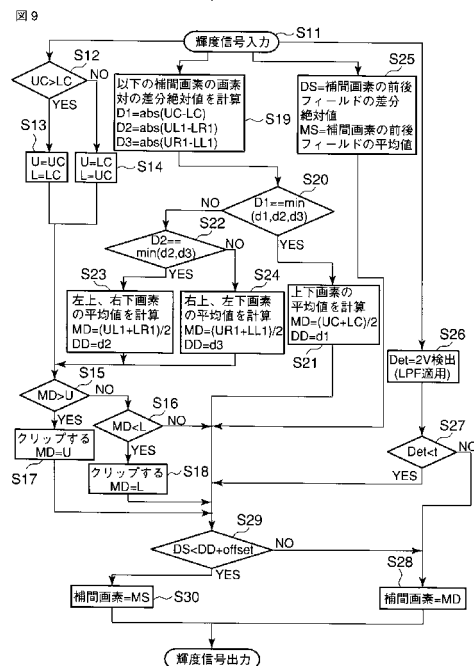 図9
輝度信号入力
S11
S12
UC>LC
NO
YES
S13
U=UC
L=LC
U=LC
L=UC
S14
以下の補間画素の画素
対の差分絶対値を計算
D1=abs(UC-LC)
D2=abs(UL1-LR1)
D3=abs(UR1-LL1)
S19
S25
DS=補間画素の前後
フィールドの差分
絶対値
MS=補間画素の前後
フィールドの平均値
S20
D1==min
(d1,d2,d3)
NO
YES
S22
D2==
min(d2,d3)
NO
YES
S23
左上、右下画素
の平均値を計算
MD=(UL1+LR1)/2
DD=d2
S24
右上、左下画素
の平均値を計算
MD=(UR1+LL1)/2
DD=d3
上下画素の
平均値を計算
MD=(UC+LC)/2
DD=d1
S21
S26
Det=2V検出
(LPF適用)
S15
MD>U
NO
YES
S16
MD<L
NO
YES
クリップする
MD=U
S17
クリップする
MD=L
S18
S27
Det<t
NO
YES
S29
DS<DD+offset
NO
YES
S28
補間画素=MS
S30
補間画素=MD
輝度信号出力